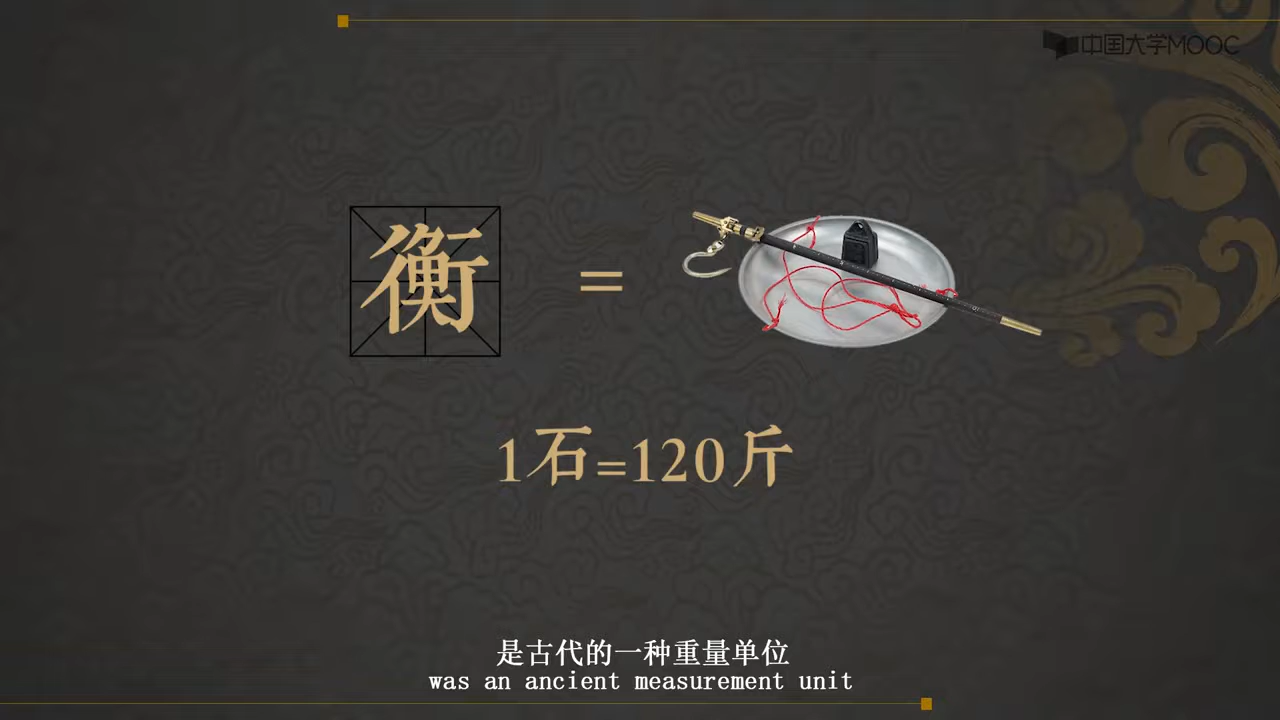 中国大学MOOC
衡 =
1石=120斤
是古代的一种重量单位
was an ancient measurement unit